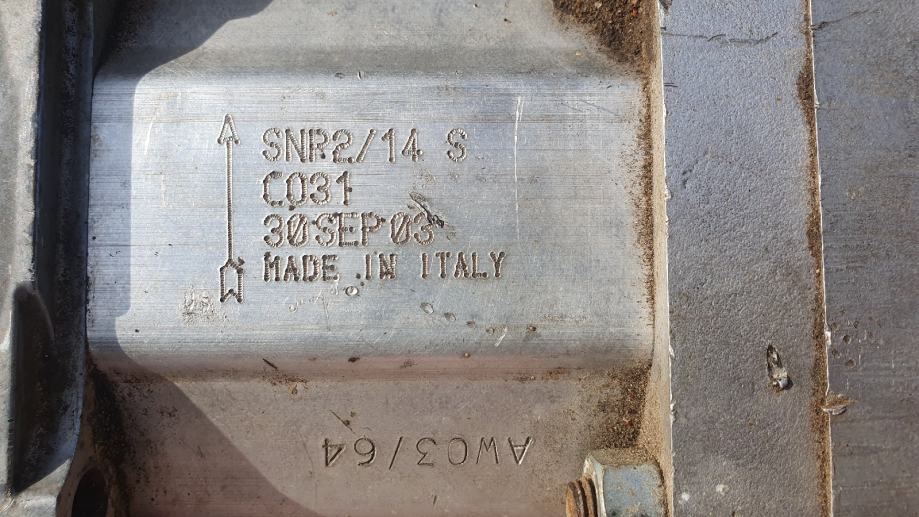 SNR2/14 S
C031
30SEP03
MADE IN ITALY
AW03/64